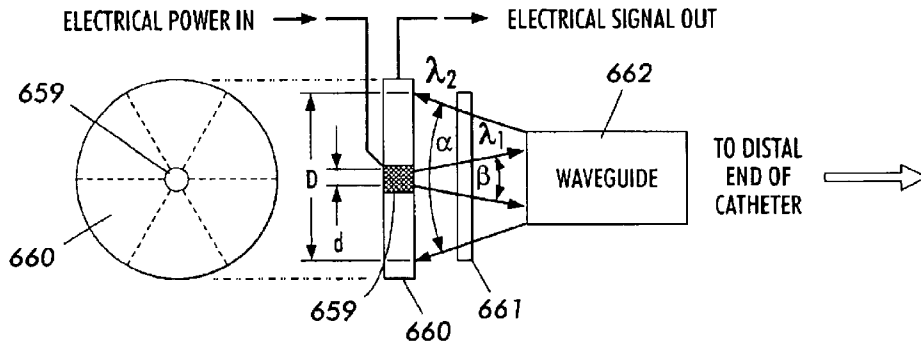 ELECTRICAL POWER IN
ELECTRICAL SIGNAL OUT
659
λ2
662
λ1
α
β
D
d
WAVEGUIDE
TO DISTAL
END OF
CATHETER
660
659
660
661